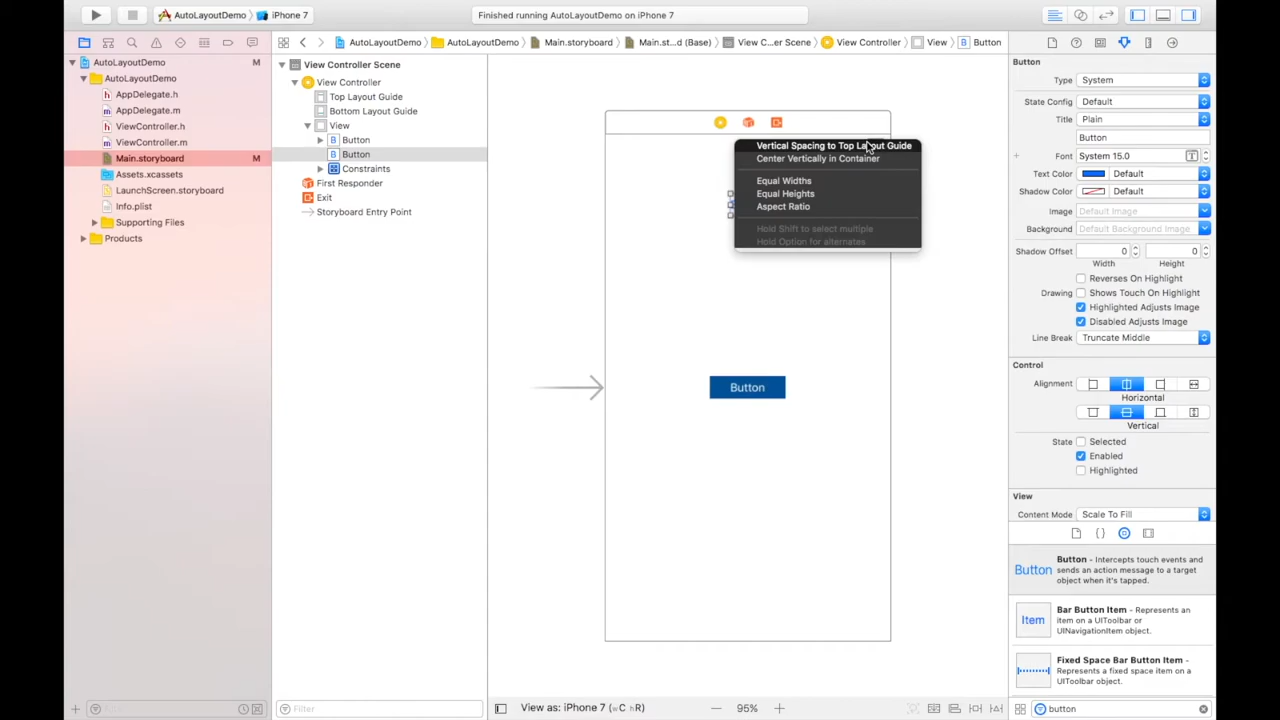 AutoLayoutDemo
iPhone 7
Finished running AutoLayoutDemo on iPhone 7
AutoLayoutDemo
AutoLayoutDemo
Main.storyboard
Main.st...d (Base)
View C...er Scene
View Controller
View
Button
AutoLayoutDemo
M
AutoLayoutDemo
AppDelegate.h
AppDelegate.m
ViewController.h
ViewController.m
Main.storyboard
M
Assets.xcassets
LaunchScreen.storyboard
Info.plist
Supporting Files
Products
View Controller Scene
View Controller
Top Layout Guide
Bottom Layout Guide
View
B Button
B Button
Constraints
First Responder
Exit
Storyboard Entry Point
Filter
Vertical Spacing to Top Layout Guide
Center Vertically in Container
Equal Widths
Equal Heights
Aspect Ratio
Hold Shift to select multiple
Hold Option for alternates
Button
View as: iPhone 7 (wC hR)
95%
Button
Type System
State Config Default
Title Plain
Button
Font System 15.0
Text Color Default
Shadow Color Default
Image Default Image
Background Default Background Image
Shadow Offset 0 0
Width Height
Reverses On Highlight
Drawing Shows Touch On Highlight
Highlighted Adjusts Image
Disabled Adjusts Image
Line Break Truncate Middle
Control
Alignment
Horizontal
Vertical
State Selected
Enabled
Highlighted
View
Content Mode Scale To Fill
Button
Button - Intercepts touch events and
sends an action message to a target
object when it's tapped.
Item
Bar Button Item - Represents an
item on a UIToolbar or
UINavigationItem object.
Fixed Space Bar Button Item -
Represents a fixed space item on a
UIToolbar object.
button